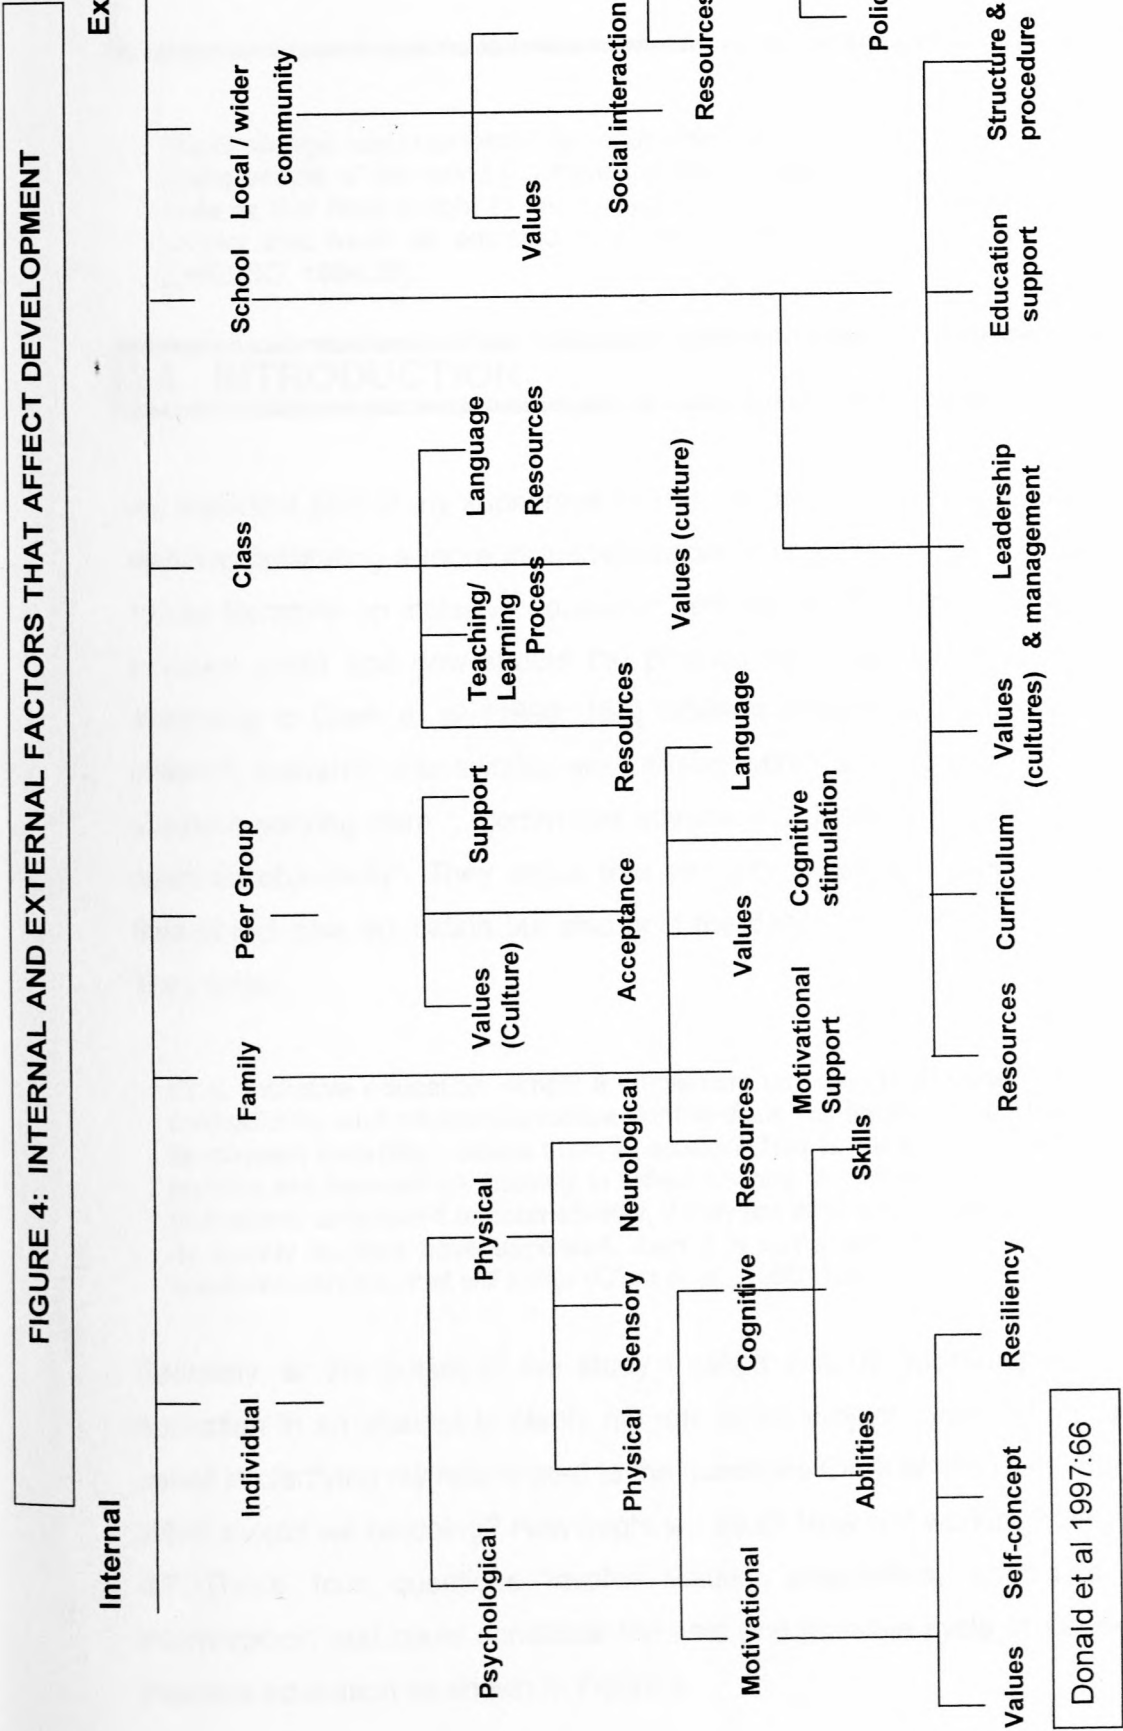 FIGURE 4: INTERNAL AND EXTERNAL FACTORS THAT AFFECT DEVELOPMENT
Internal
Ex
Individual
Family
Peer Group
Class
School
Local / wider
community
Psychological
Physical
Values
(Culture)
Support
Teaching/
Learning
Process
Language
Resources
Values
Social interaction
Resources
Physical
Sensory
Neurological
Acceptance
Resources
Values (culture)
Motivational
Cognitive
Resources
Values
Language
Motivational
Support
Cognitive
stimulation
Abilities
Skills
Polic
Values
Self-concept
Resiliency
Resources
Curriculum
Values
(cultures)
Leadership
& management
Education
support
Structure &
procedure
Donald et al 1997:66
INTRODUCTION